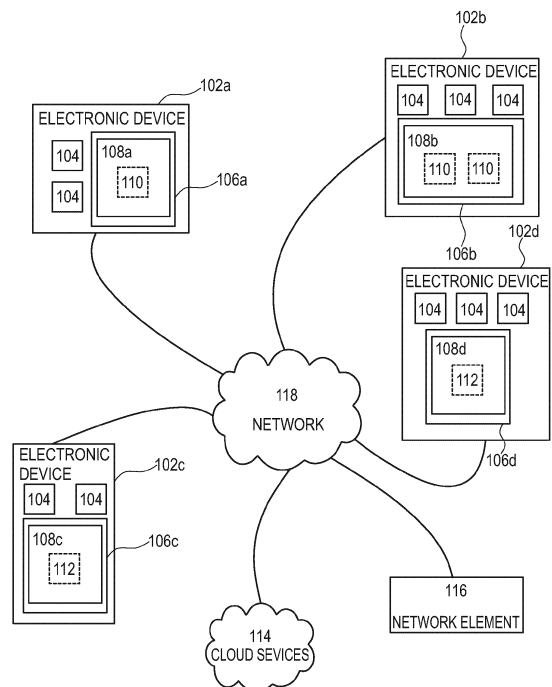 102b
ELECTRONIC DEVICE
104 104 104
108b
110 110
106b
102a
ELECTRONIC DEVICE
104
104
108a
110
106a
102d
ELECTRONIC DEVICE
104 104 104
108d
112
106d
118
NETWORK
ELECTRONIC
DEVICE
102c
104 104
108c
112
106c
116
NETWORK ELEMENT
114
CLOUD SEVICES